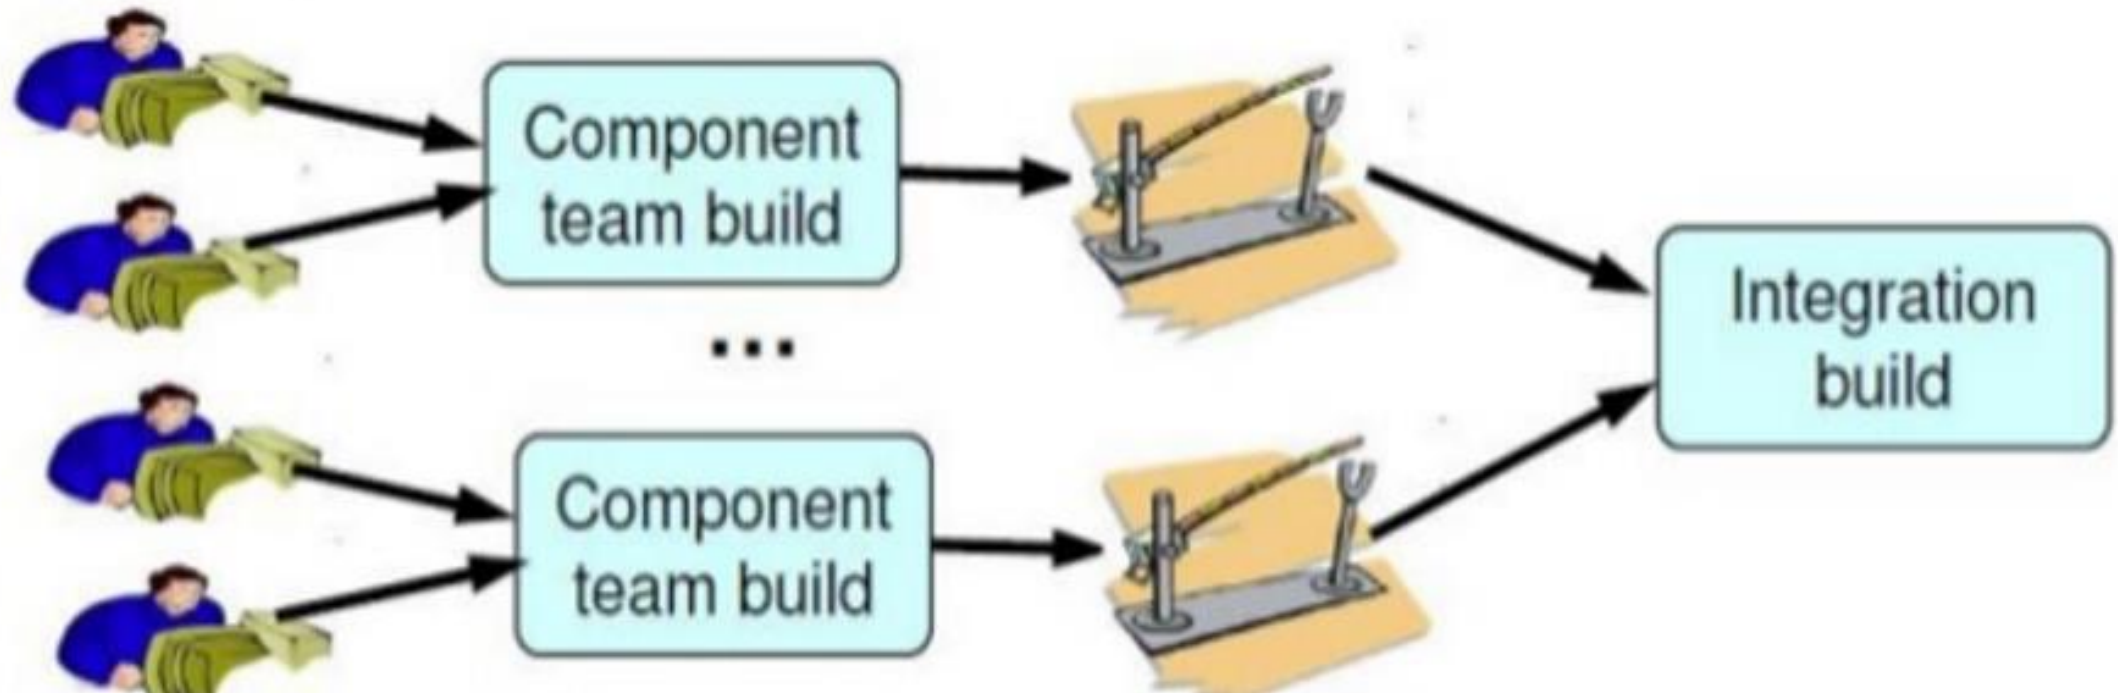 Component
team build
...
Integration
build
Component
team build